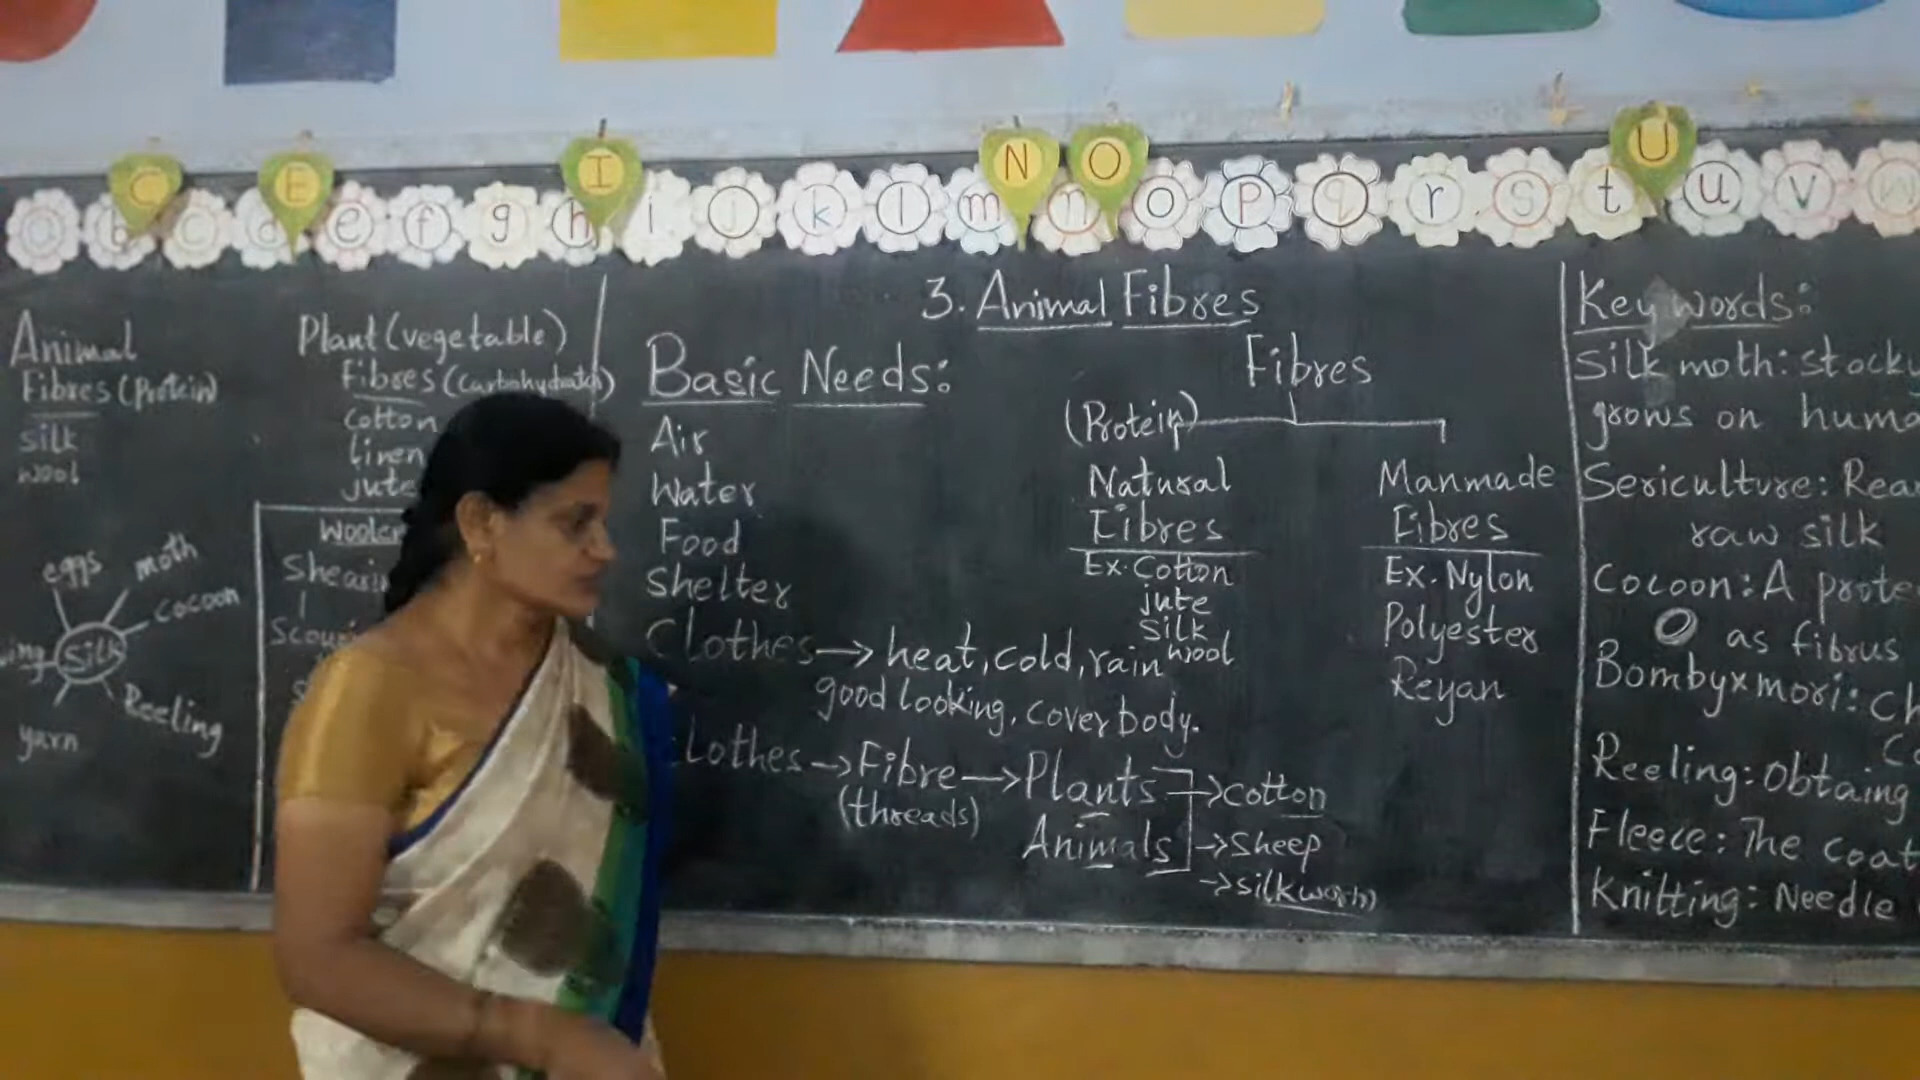 C E I N O U
a b c d e f g h i j k l m n o p q r s t u v w
3. Animal Fibres
Animal
Fibres (Protein)
silk
wool
Plant (vegetable)
Fibres (carbohydrate)
cotton
linen
jute
eggs
moth
cocoon
Silk
Reeling
yarn
Woolen
Basic Needs:
Air
Water
Food
Shelter
Clothes → heat, cold, rain
good looking, cover body.
Clothes → Fibre → Plants → cotton
(threads)
Animals → Sheep
→ silkworm
Fibres
(Protein)
Natural
Fibres
Ex. Cotton
jute
silk
wool
Manmade
Fibres
Ex. Nylon
Polyester
Reyan
Key words:
Silk moth: stocky
grows on
Sericulture:
raw silk
Cocoon: A
as fibrus
Bombyx mori:
Reeling: Obtaing
Fleece: The coat
Knitting: Needle